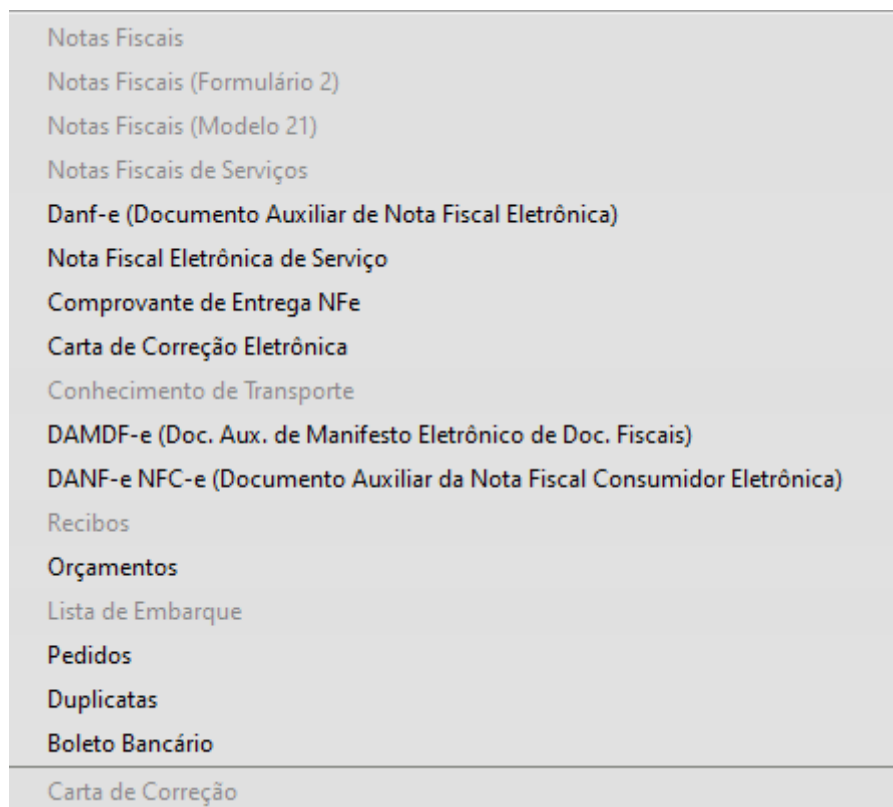 Notas Fiscais
Notas Fiscais (Formulário 2)
Notas Fiscais (Modelo 21)
Notas Fiscais de Serviços
Danf-e (Documento Auxiliar de Nota Fiscal Eletrônica)
Nota Fiscal Eletrônica de Serviço
Comprovante de Entrega NFe
Carta de Correção Eletrônica
Conhecimento de Transporte
DAMDF-e (Doc. Aux. de Manifesto Eletrônico de Doc. Fiscais)
DANF-e NFC-e (Documento Auxiliar da Nota Fiscal Consumidor Eletrônica)
Recibos
Orçamentos
Lista de Embarque
Pedidos
Duplicatas
Boleto Bancário
Carta de Correção